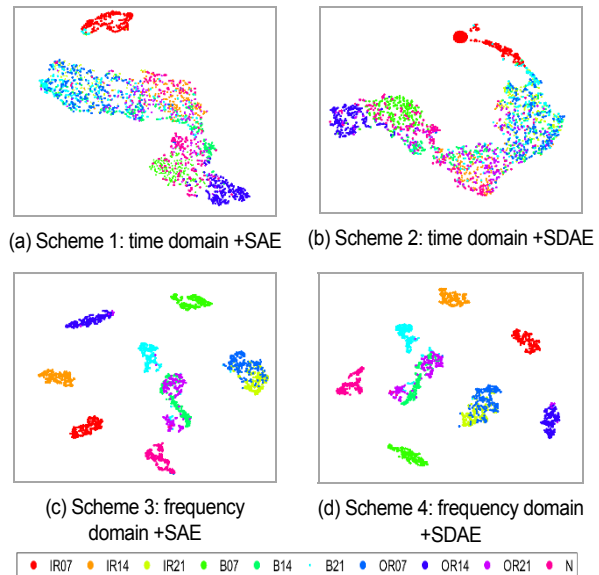 (a) Scheme 1: time domain +SAE
(b) Scheme 2: time domain +SDAE
(c) Scheme 3: frequency
domain +SAE
(d) Scheme 4: frequency domain
+SDAE
IR07 IR14 IR21 B07 B14 B21 OR07 OR14 OR21 N